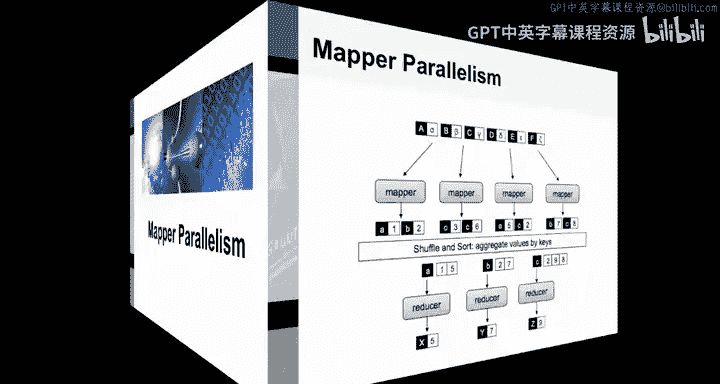 GPT中英字幕课程资源@bilibili.com
GPT中英字幕课程资源 bilibili
Mapper Parallelism
Mapper Parallelism
A α B β C γ D δ E ε F ζ
mapper mapper mapper mapper
a 1 b 2 c 3 c 6 a 5 c 2 b 7 c 8
Shuffle and Sort: aggregate values by keys
a 1 5 b 2 7 c 2 9 8
reducer reducer reducer
X 5 Y 7 Z 9